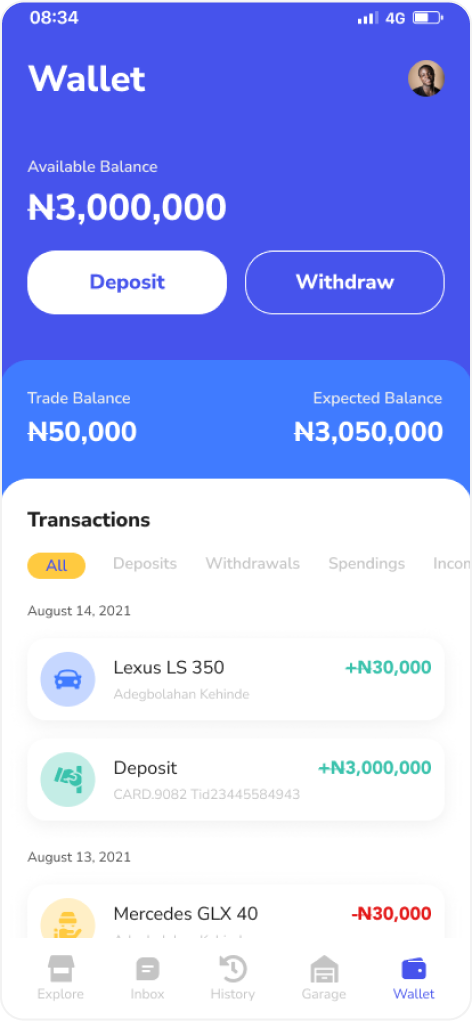 08:34 4G
Wallet
Available Balance
₦3,000,000
Deposit Withdraw
Trade Balance Expected Balance
₦50,000 ₦3,050,000
Transactions
All Deposits Withdrawals Spendings Incom
August 14, 2021
Lexus LS 350 +₦30,000
Adegbolahan Kehinde
Deposit +₦3,000,000
CARD.9082 Tid23445584943
August 13, 2021
Mercedes GLX 40 -₦30,000
Explore Inbox History Garage Wallet